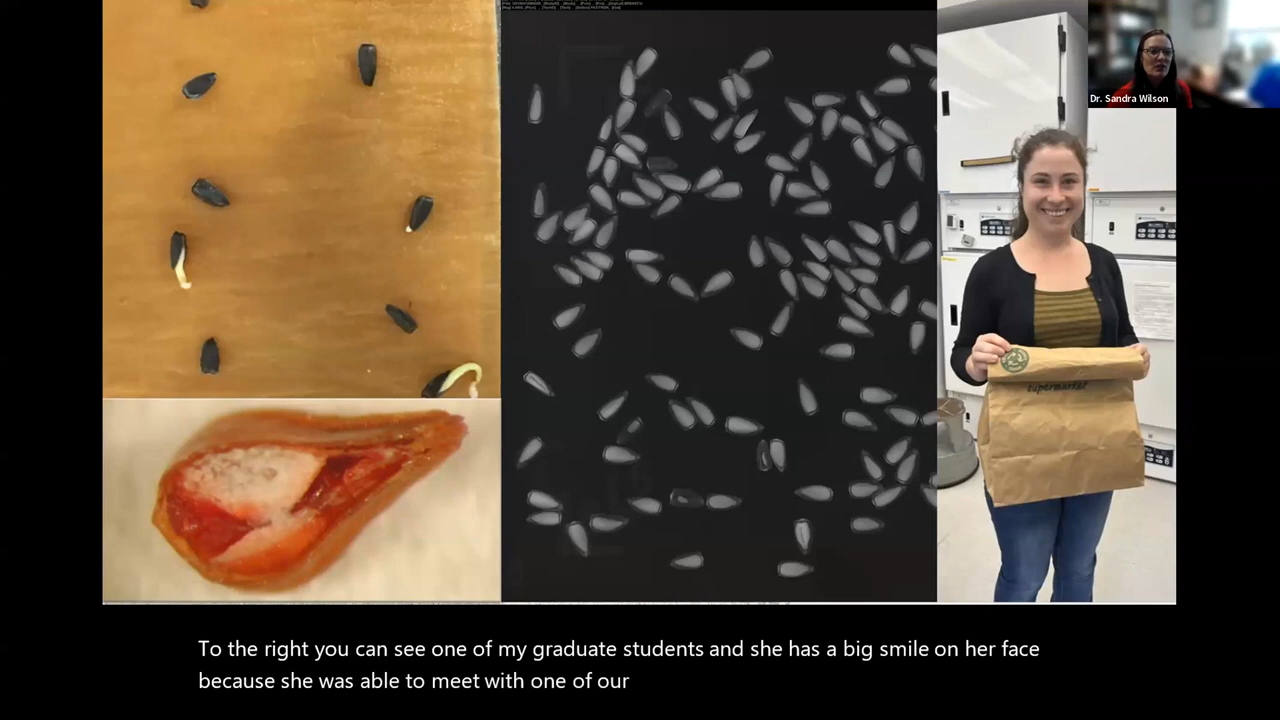 Dr. Sandra Wilson
supermarket
To the right you can see one of my graduate students and she has a big smile on her face
because she was able to meet with one of our